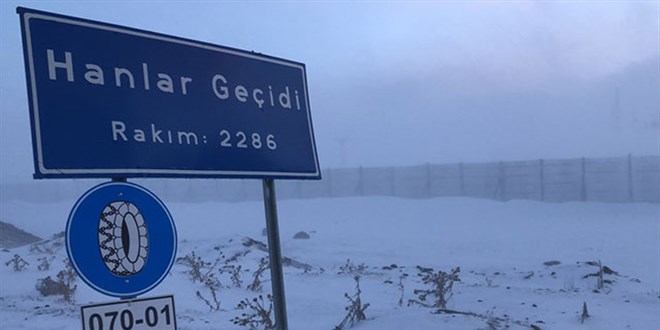 Hanlar Geçidi
Rakım: 2286
070-01